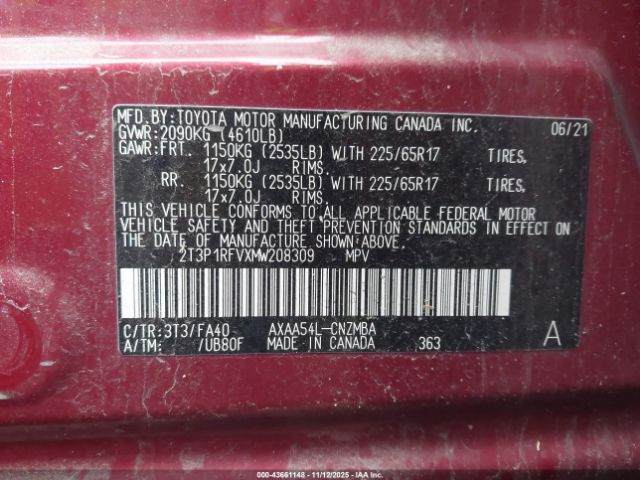 MFD.BY:TOYOTA MOTOR MANUFACTURING CANADA INC. 06/21
GVWR:2090KG (4610LB)
GAWR:FRT. 1150KG (2535LB) WITH 225/65R17 TIRES,
17x7.0J RIMS.
RR. 1150KG (2535LB) WITH 225/65R17 TIRES,
17x7.0J RIMS.
THIS VEHICLE CONFORMS TO ALL APPLICABLE FEDERAL MOTOR
VEHICLE SAFETY AND THEFT PREVENTION STANDARDS IN EFFECT ON
THE DATE OF MANUFACTURE SHOWN ABOVE.
2T3P1RFVXMW208309 MPV
C/TR:3T3/FA40 AXAA54L-CNZMBA A
A/TM: /UB80F MADE IN CANADA 363
000-43661148 - 11/12/2025 - IAA Corp.